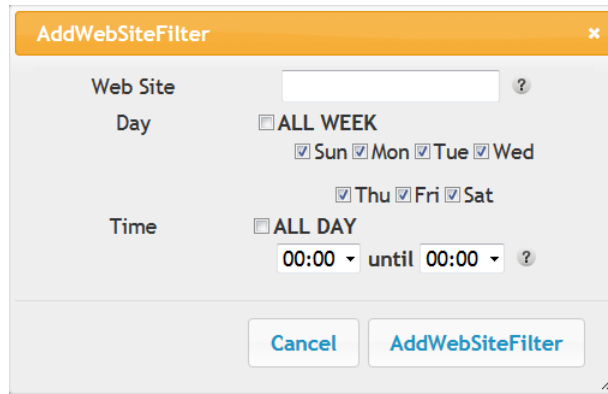 AddWebSiteFilter ×
Web Site ?
Day ALL WEEK
Sun Mon Tue Wed
Thu Fri Sat
Time ALL DAY
00:00 until 00:00 ?
Cancel AddWebSiteFilter